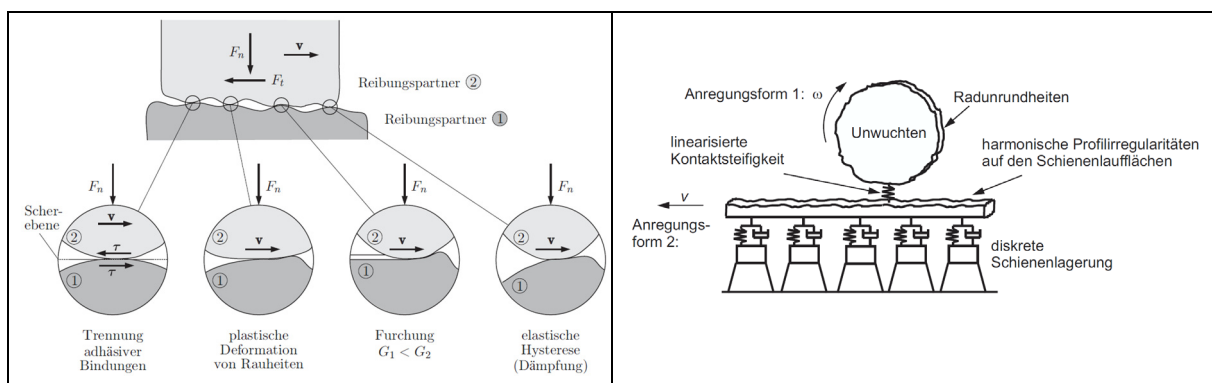 F_n
v
F_t
Reibungspartner ②
Reibungspartner ①
F_n
F_n
F_n
F_n
Scher-
ebene
②
v
τ
τ
①
②
v
①
②
v
①
②
v
①
Trennung
adhäsiver
Bindungen
plastische
Deformation
von Rauheiten
Furchung
G_1 < G_2
elastische
Hysterese
(Dämpfung)
Anregungsform 1: ω
Radunrundheiten
Unwuchten
linearisierte
Kontaktsteifigkeit
harmonische Profilirregularitäten
auf den Schienenlaufflächen
v
Anregungs-
form 2:
diskrete
Schienenlagerung